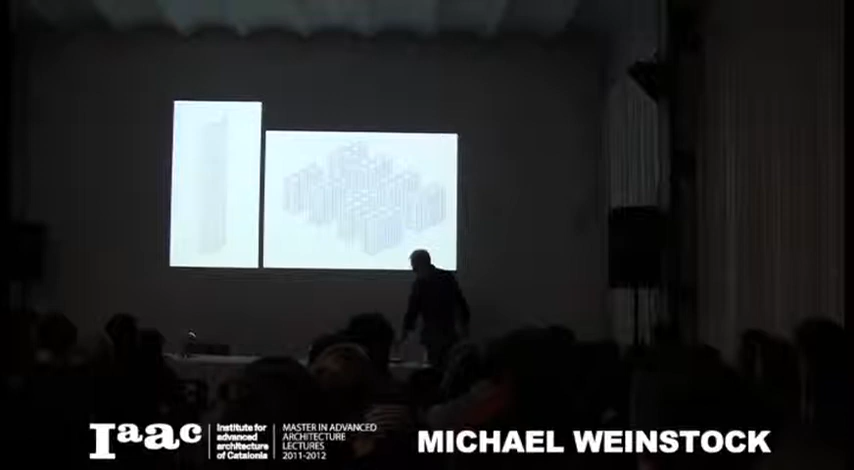 Iaac
Institute for
advanced
architecture
of Catalonia
MASTER IN ADVANCED
ARCHITECTURE
LECTURES
2011-2012
MICHAEL WEINSTOCK